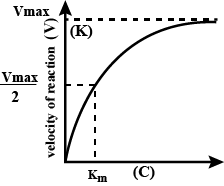 Vmax
(K)
velocity of reaction (V)
Vmax
2
Km
(C)